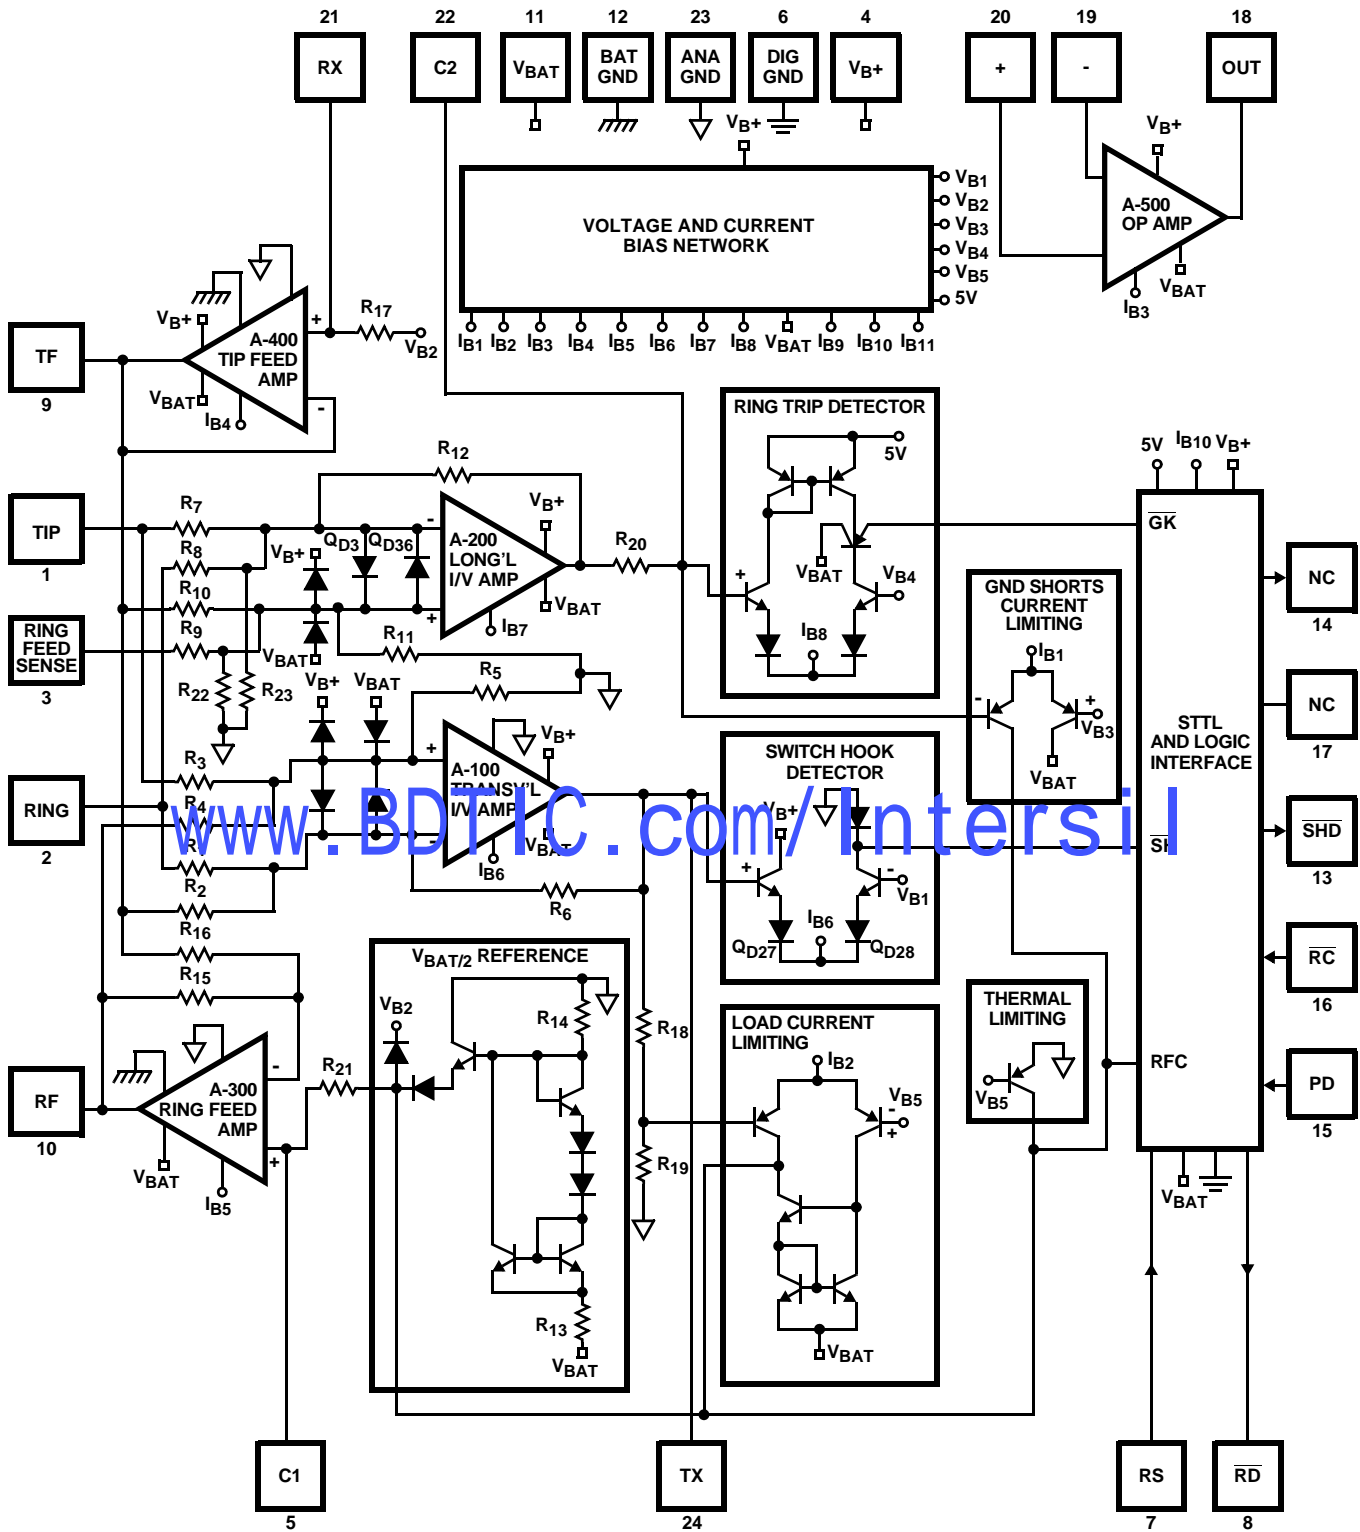 21 22 11 12 23 6 4 20 19 18
RX C2 VBAT BAT GND ANA GND DIG GND VB+ + - OUT
VB+
VOLTAGE AND CURRENT
BIAS NETWORK
VB1
VB2
VB3
VB4
VB5
5V
IB1 IB2 IB3 IB4 IB5 IB6 IB7 IB8 VBAT IB9 IB10 IB11
VB+
A-500
OP AMP
VBAT
IB3
TF
9
VB+
A-400
TIP FEED
AMP
+
-
VBAT
IB4
R17
VB2
TIP
1
R7
R8
R10
R9
RING
FEED
SENSE
3
R22
R23
R12
VB+
VBAT
QD3
QD36
-
+
A-200
LONG'L
I/V AMP
VB+
VBAT
IB7
R20
R11
R5
RING TRIP DETECTOR
5V
VBAT
VB4
+
IB8
GND SHORTS
CURRENT
LIMITING
IB1
-
+
VB3
VBAT
5V IB10 VB+
GK
STTL
AND LOGIC
INTERFACE
RFC
VBAT
NC
14
NC
17
SHD
13
RC
16
PD
15
RING
2
R3
R4
R2
R16
R15
VB+
VBAT
+
-
A-100
TRANSV'L
I/V AMP
VB+
VBAT
IB6
R6
SWITCH HOOK
DETECTOR
VB+
+
-
VB1
IB6
QD27
QD28
www.BDTIC.com/Intersil
VBAT/2 REFERENCE
VB2
R14
R13
VBAT
R21
R18
R19
LOAD CURRENT
LIMITING
IB2
VB5
-
+
VBAT
THERMAL
LIMITING
VB5
RF
10
A-300
RING FEED
AMP
-
+
VBAT
IB5
C1
5
TX
24
RS
7
RD
8